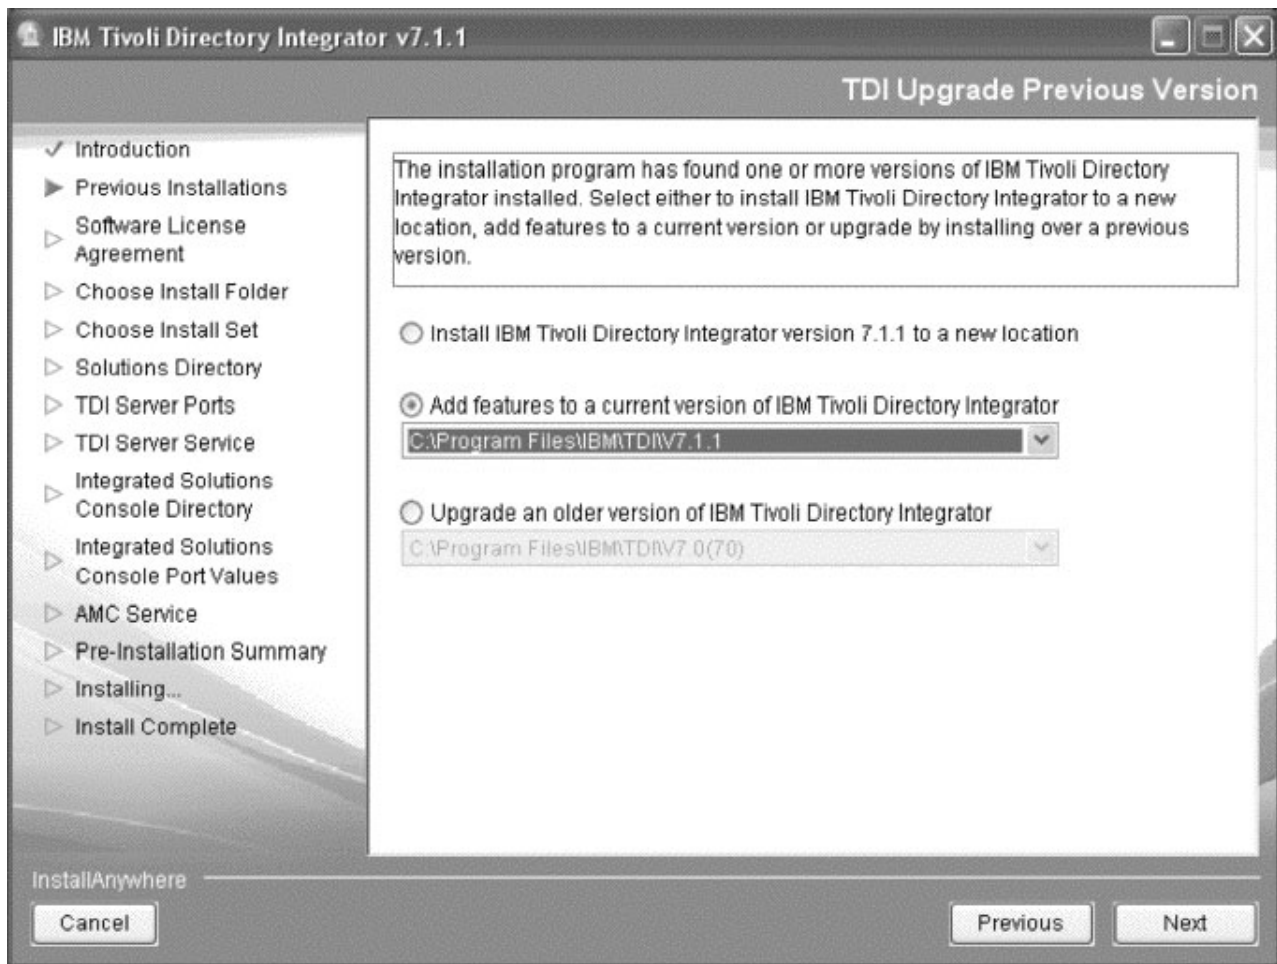 IBM Tivoli Directory Integrator v7.1.1
TDI Upgrade Previous Version
Introduction
Previous Installations
Software License
Agreement
Choose Install Folder
Choose Install Set
Solutions Directory
TDI Server Ports
TDI Server Service
Integrated Solutions
Console Directory
Integrated Solutions
Console Port Values
AMC Service
Pre-Installation Summary
Installing...
Install Complete
The installation program has found one or more versions of IBM Tivoli Directory
Integrator installed. Select either to install IBM Tivoli Directory Integrator to a new
location, add features to a current version or upgrade by installing over a previous
version.
Install IBM Tivoli Directory Integrator version 7.1.1 to a new location
Add features to a current version of IBM Tivoli Directory Integrator
C:\Program Files\IBM\TDI\V7.1.1
Upgrade an older version of IBM Tivoli Directory Integrator
C:\Program Files\IBM\TDI\V7.0(70)
InstallAnywhere
Cancel
Previous
Next